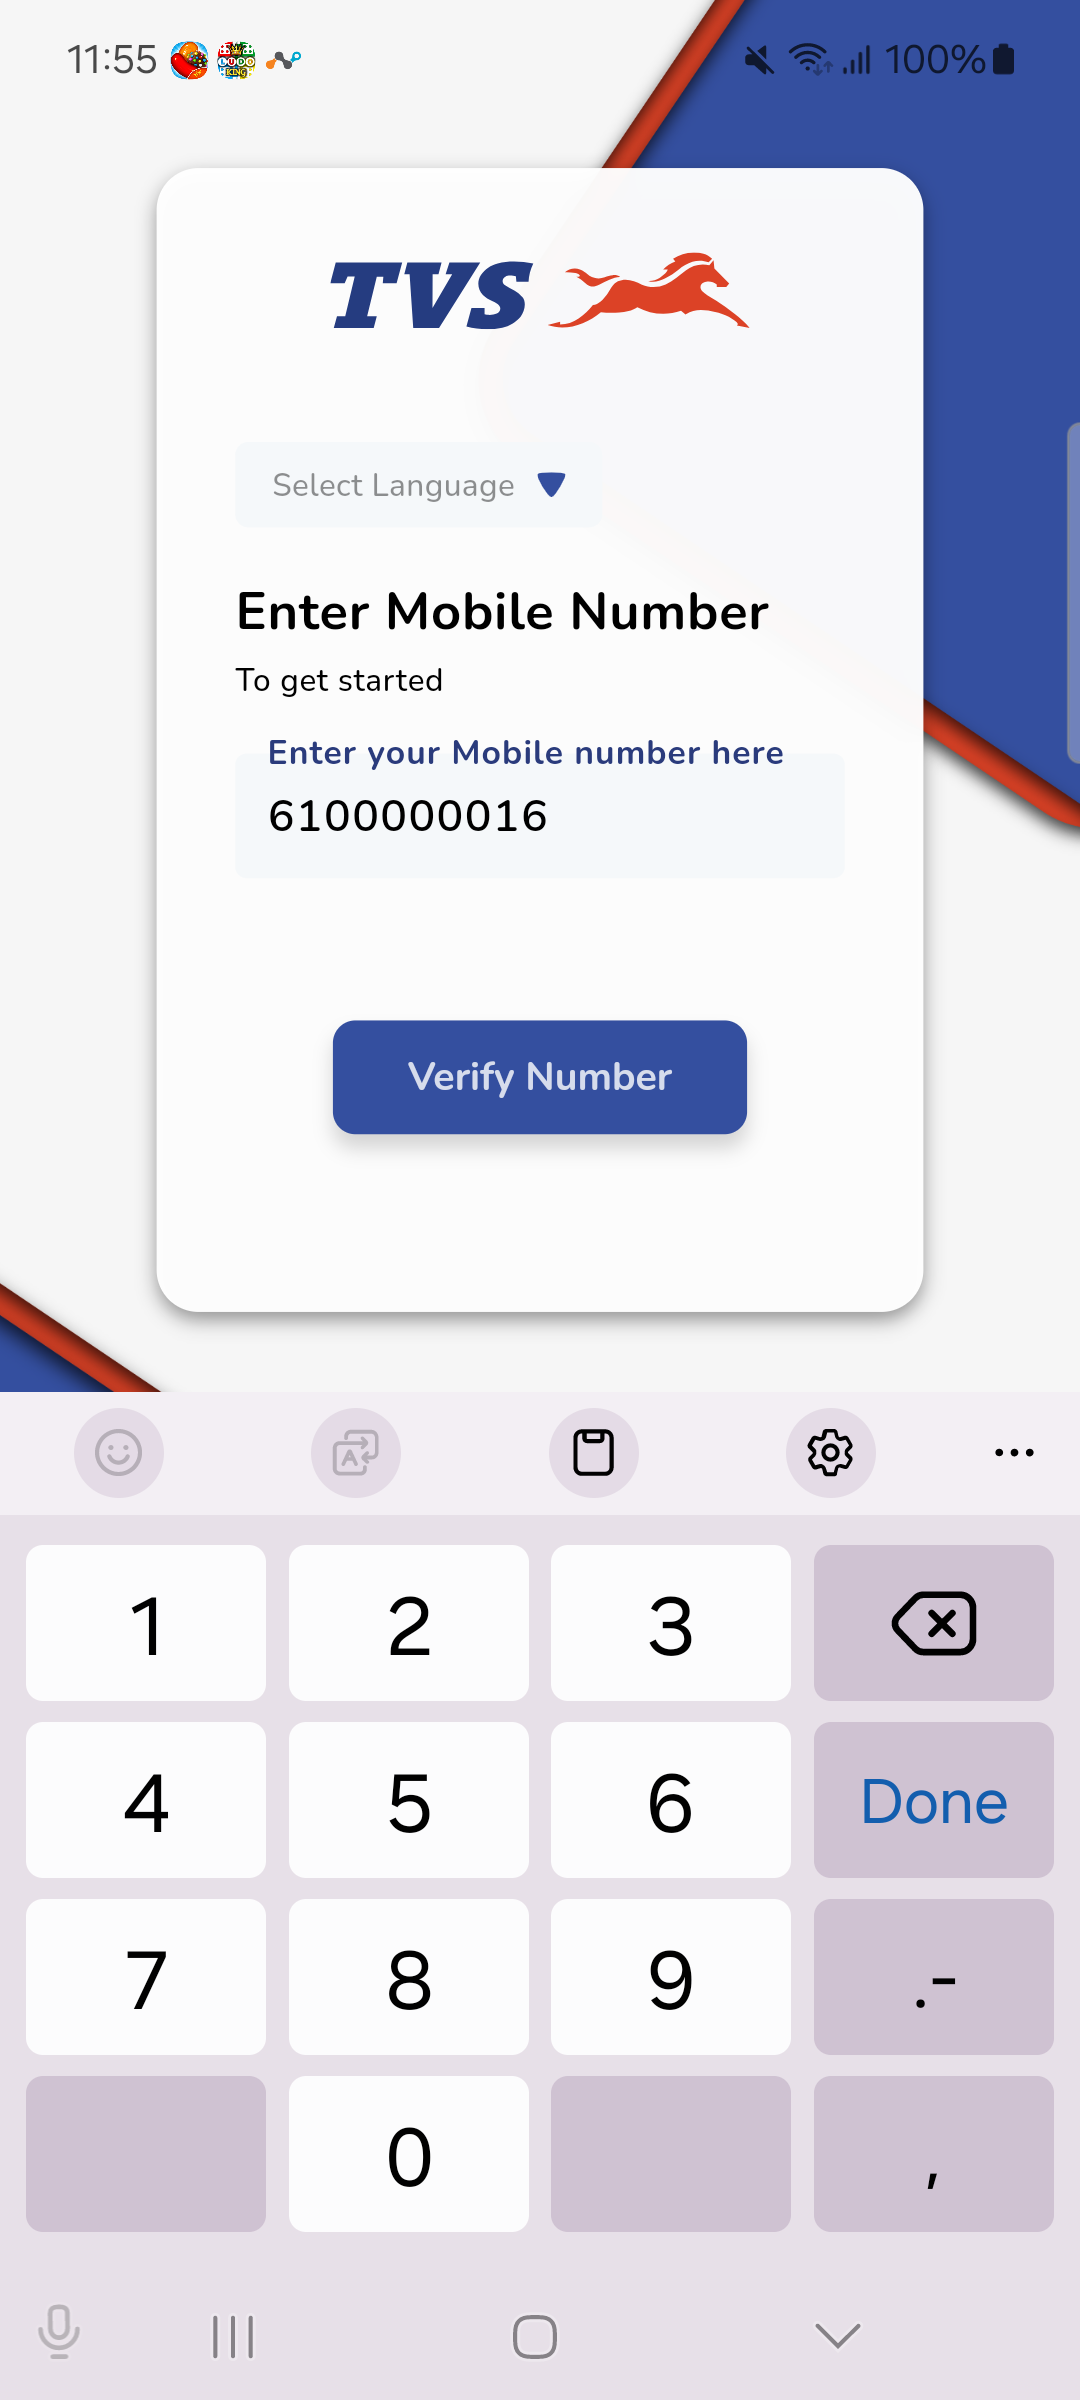 11:55
100%
TVS
Select Language
Enter Mobile Number
To get started
Enter your Mobile number here
6100000016
Verify Number
1 2 3
4 5 6 Done
7 8 9 .-
0 ,